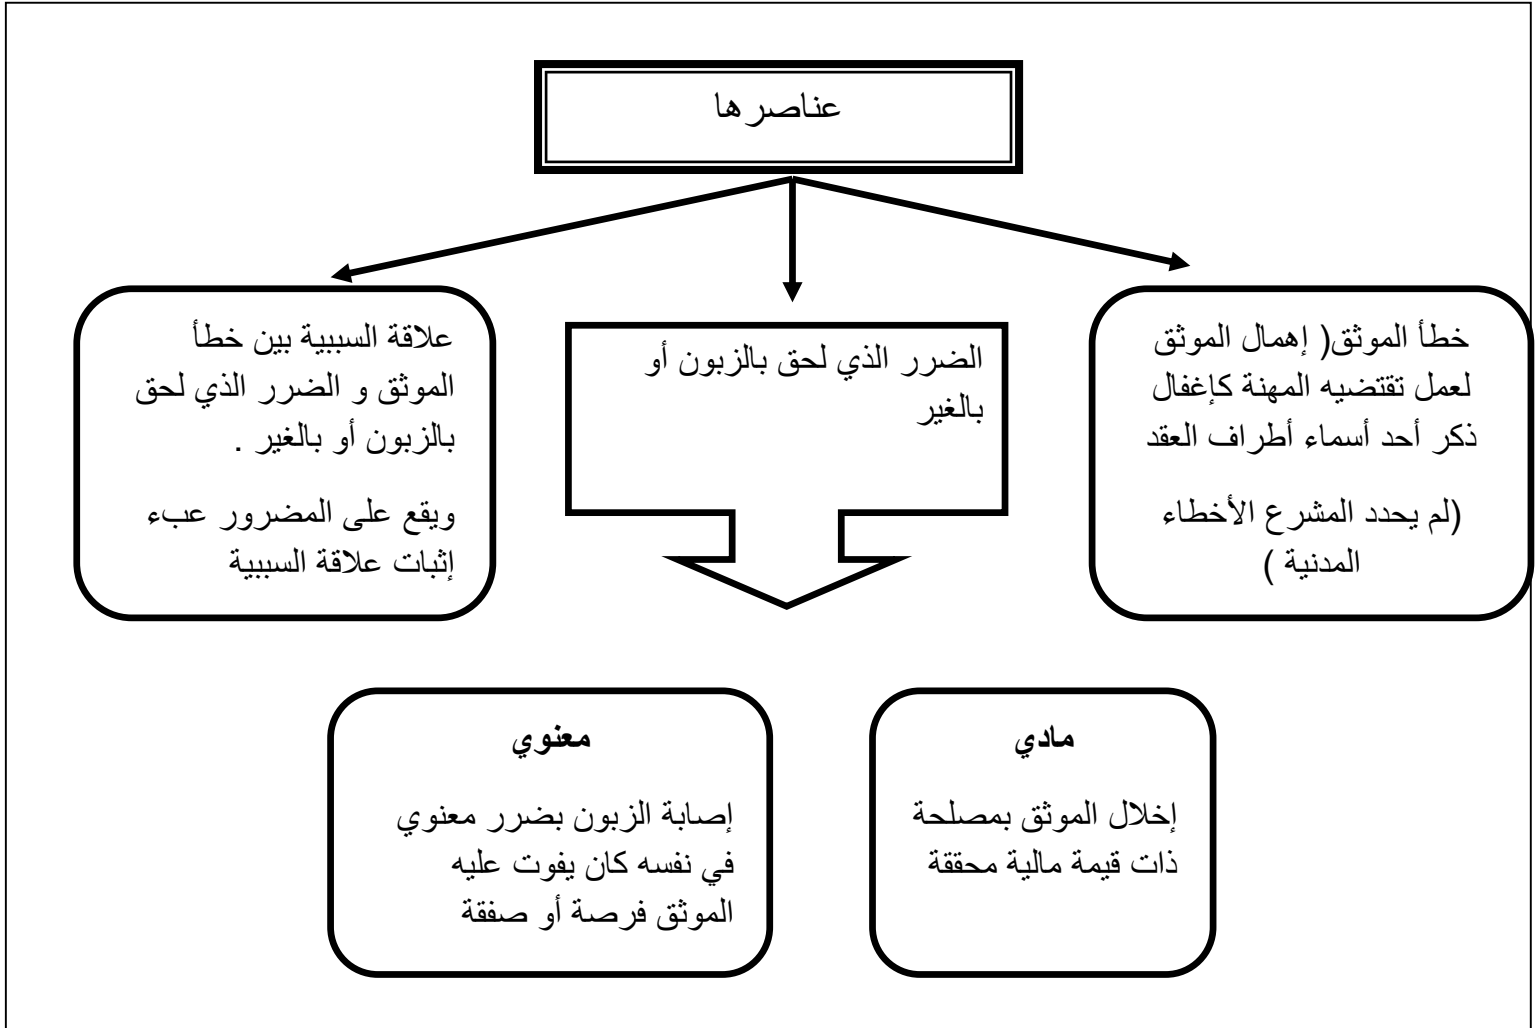 عناصرها
خطأ الموثق( إهمال الموثق
لعمل تقتضيه المهنة كإغفال
ذكر أحد أسماء أطراف العقد
(لم يحدد المشرع الأخطاء
المدنية )
الضرر الذي لحق بالزبون أو
بالغير
علاقة السببية بين خطأ
الموثق و الضرر الذي لحق
بالزبون أو بالغير .
ويقع على المضرور عبء
إثبات علاقة السببية
مادي
إخلال الموثق بمصلحة
ذات قيمة مالية محققة
معنوي
إصابة الزبون بضرر معنوي
في نفسه كان يفوت عليه
الموثق فرصة أو صفقة